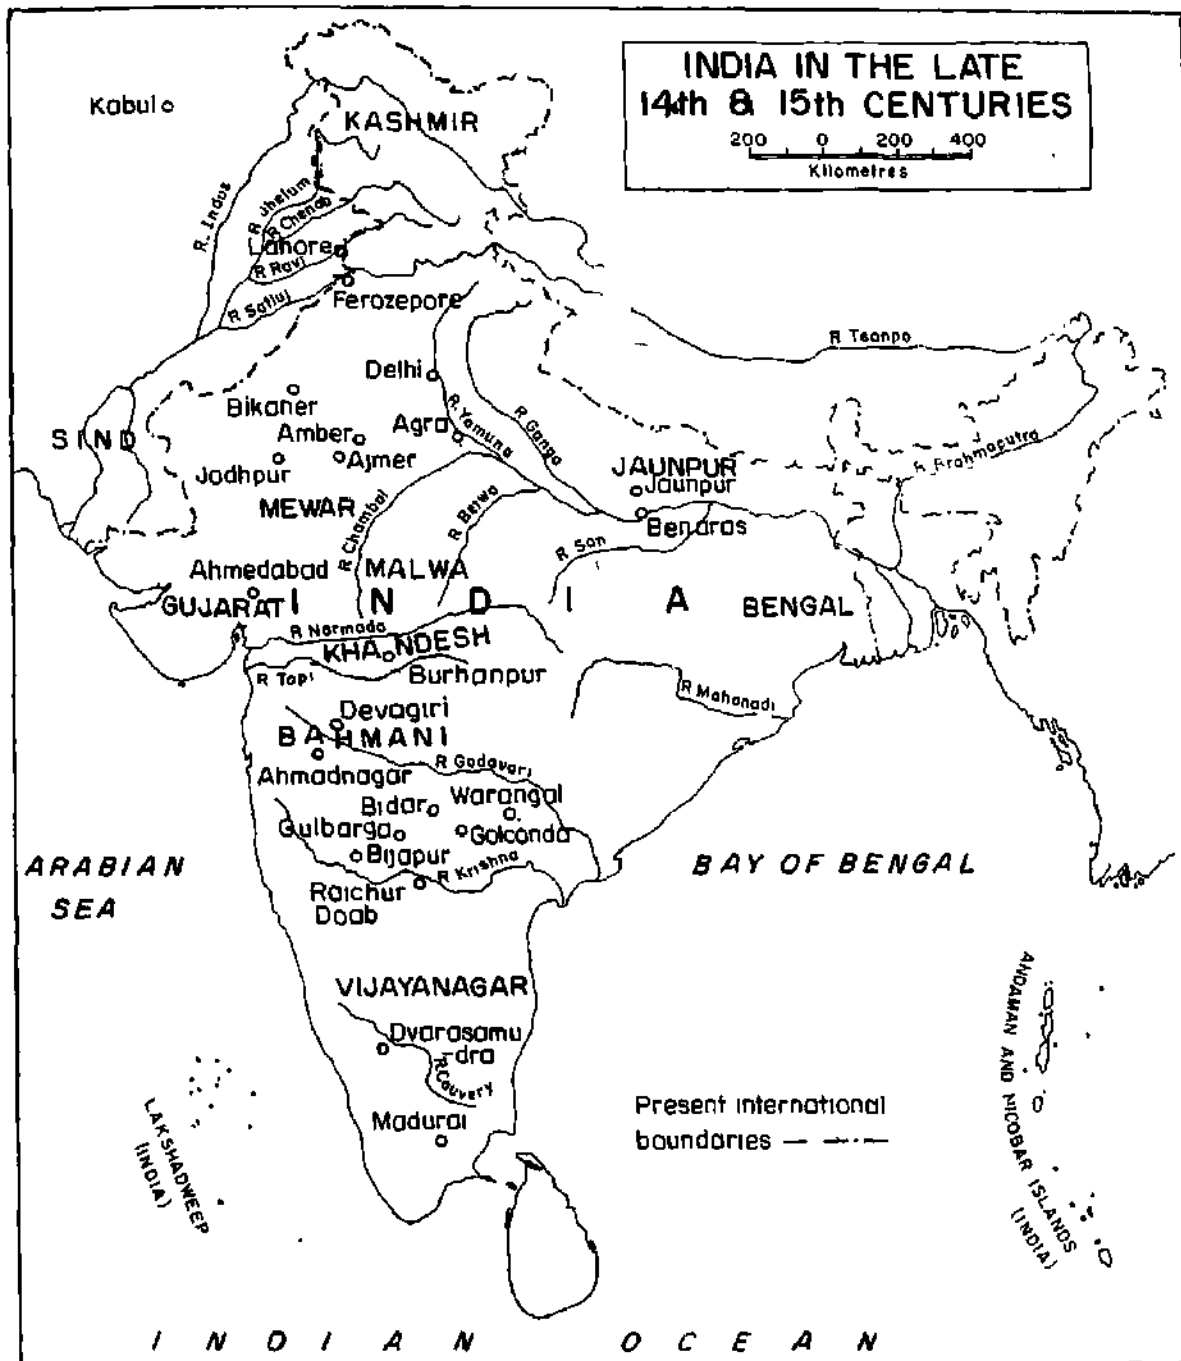 INDIA IN THE LATE
14th & 15th CENTURIES
200 0 200 400
Kilometres
Kabul
KASHMIR
R. Indus
R Jhelum
R Chenab
Lahore
R Ravi
R Satluj
Ferozepore
R Tsanpo
Delhi
Bikaner
Amber
Agra
R. Yamuna
R Ganga
SIND
Jodhpur
Ajmer
JAUNPUR
Jaunpur
R Brahmaputra
MEWAR
R Chambal
R Betwa
Benaras
R Son
Ahmedabad
MALWA
GUJARAT
INDIA
BENGAL
R Narmada
KHANDESH
R Tapi
Burhanpur
R Mahanadi
Devagiri
BAHMANI
Ahmadnagar
R Godavari
Bidar
Warangal
Gulbarga
Golconda
Bijapur
R Krishna
Raichur
Doab
ARABIAN
SEA
BAY OF BENGAL
VIJAYANAGAR
Dvarasamu
-dra
R Cauvery
Madurai
LAKSHADWEEP
(INDIA)
ANDAMAN AND NICOBAR ISLANDS
(INDIA)
Present international
boundaries
INDIAN OCEAN